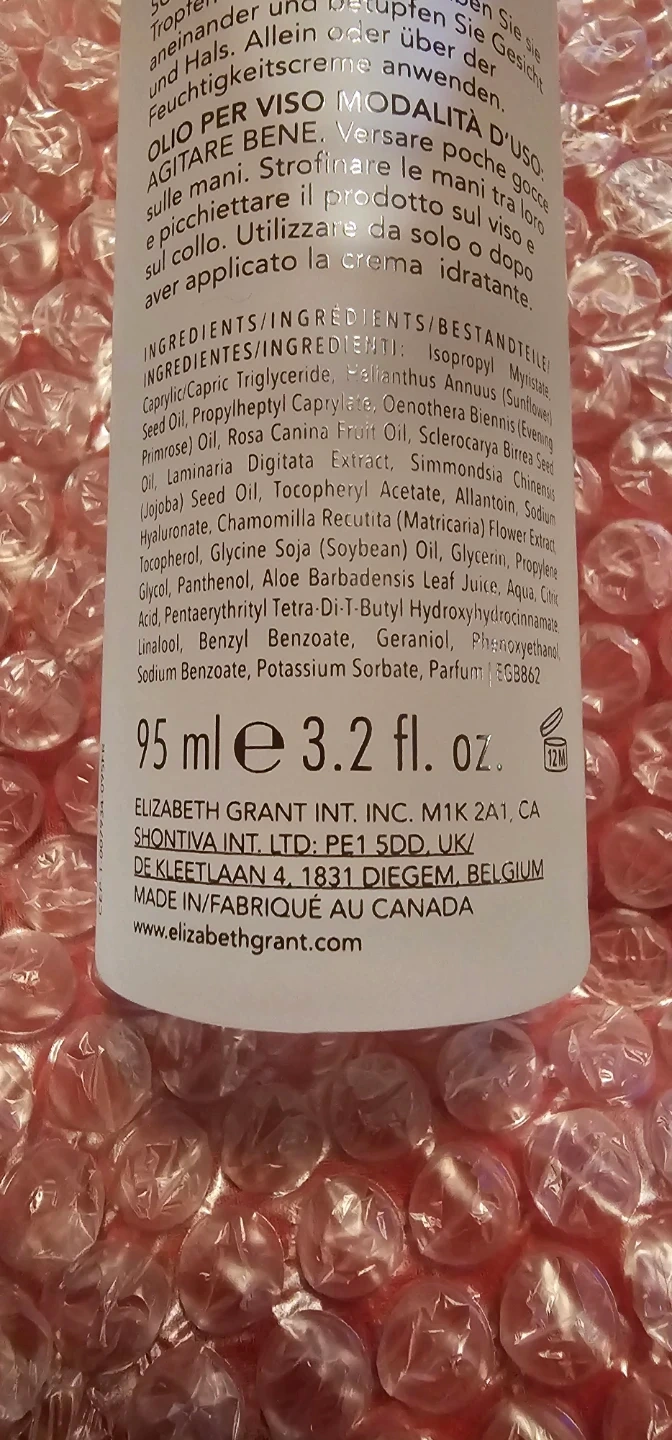 Tropfen
aneinander und betupfen Sie Gesicht
und Hals. Allein oder über der
Feuchtigkeitscreme anwenden.
OLIO PER VISO MODALITÀ D'USO:
AGITARE BENE. Versare poche gocce
sulle mani. Strofinare le mani tra loro
e picchiettare il prodotto sul viso e
sul collo. Utilizzare da solo o dopo
aver applicato la crema idratante.
INGREDIENTS/INGRÉDIENTS/BESTANDTEILE/
INGREDIENTES/INGREDIENTI: Isopropyl Myristate,
Caprylic/Capric Triglyceride, Helianthus Annuus (Sunflower)
Seed Oil, Propylheptyl Caprylate, Oenothera Biennis (Evening
Primrose) Oil, Rosa Canina Fruit Oil, Sclerocarya Birrea Seed
Oil, Laminaria Digitata Extract, Simmondsia Chinensis
(Jojoba) Seed Oil, Tocopheryl Acetate, Allantoin, Sodium
Hyaluronate, Chamomilla Recutita (Matricaria) Flower Extract,
Tocopherol, Glycine Soja (Soybean) Oil, Glycerin, Propylene
Glycol, Panthenol, Aloe Barbadensis Leaf Juice, Aqua, Citric
Acid, Pentaerythrityl Tetra-Di-T-Butyl Hydroxyhydrocinnamate,
Linalool, Benzyl Benzoate, Geraniol, Phenoxyethanol,
Sodium Benzoate, Potassium Sorbate, Parfum | EGB862
95 ml e 3.2 fl. oz.
12M
ELIZABETH GRANT INT. INC. M1K 2A1, CA
SHONTIVA INT. LTD: PE1 5DD, UK/
DE KLEETLAAN 4, 1831 DIEGEM, BELGIUM
MADE IN/FABRIQUÉ AU CANADA
www.elizabethgrant.com